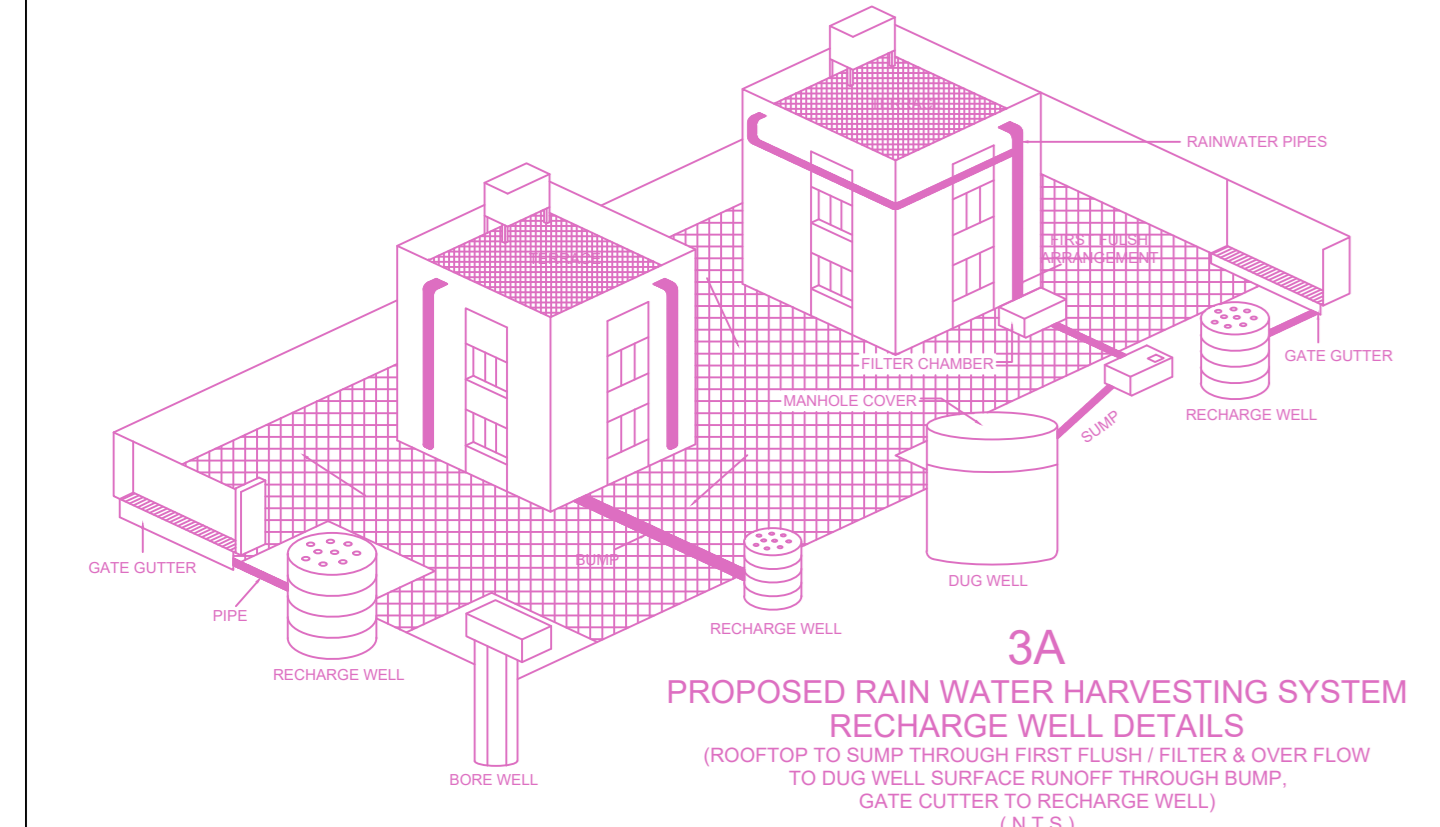 TERRACE
RAINWATER PIPES
FIRST FULSH
ARRANGEMENT
TERRACE
FILTER CHAMBER
GATE GUTTER
MANHOLE COVER
RECHARGE WELL
SUMP
GATE GUTTER
BUMP
DUG WELL
PIPE
RECHARGE WELL
RECHARGE WELL
BORE WELL
3A
PROPOSED RAIN WATER HARVESTING SYSTEM
RECHARGE WELL DETAILS
(ROOFTOP TO SUMP THROUGH FIRST FLUSH / FILTER & OVER FLOW
TO DUG WELL SURFACE RUNOFF THROUGH BUMP,
GATE CUTTER TO RECHARGE WELL)
( N.T.S.)